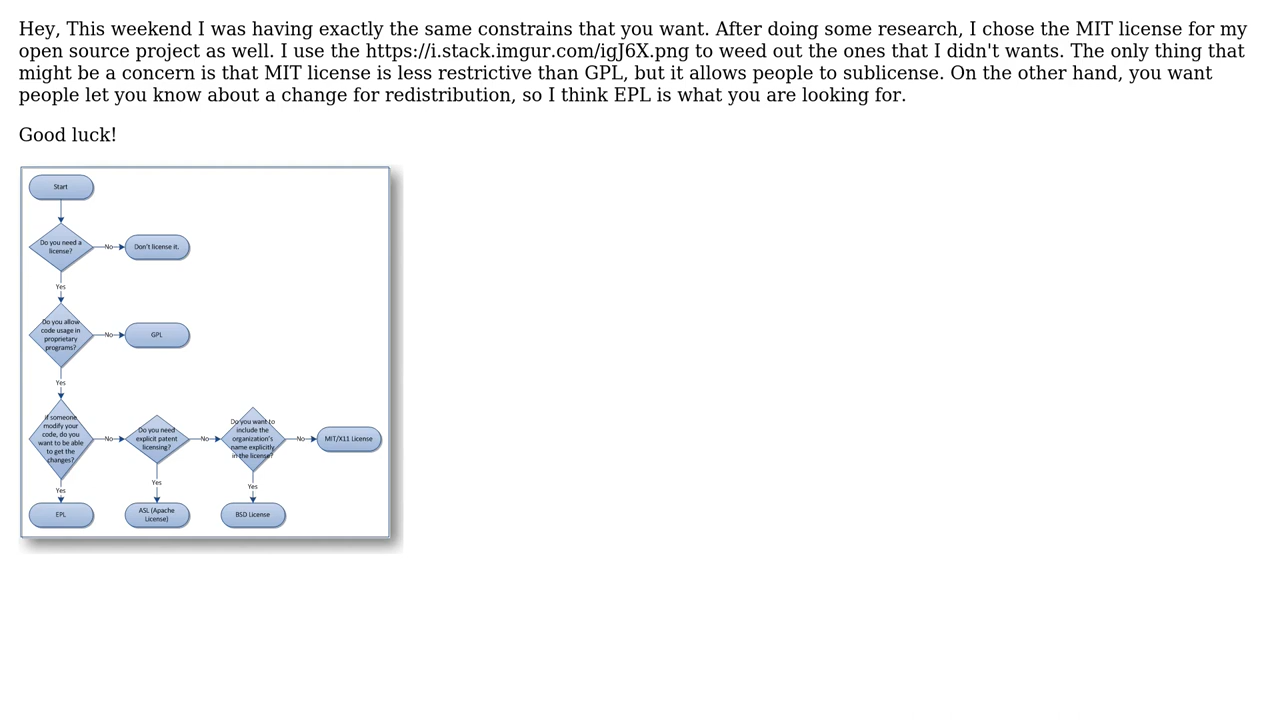 Hey, This weekend I was having exactly the same constrains that you want. After doing some research, I chose the MIT license for my
open source project as well. I use the https://i.stack.imgur.com/igJ6X.png to weed out the ones that I didn't wants. The only thing that
might be a concern is that MIT license is less restrictive than GPL, but it allows people to sublicense. On the other hand, you want
people let you know about a change for redistribution, so I think EPL is what you are looking for.
Good luck!
Start
Do you need a
license?
No
Don't license it.
Yes
Do you allow
code usage in
proprietary
programs?
No
GPL
Yes
If someone
modify your
code, do you
want to be able
to get the
changes?
No
Do you need
explicit patent
licensing?
No
Do you want to
include the
organization's
name explicitly
in the license?
No
MIT/X11 License
Yes
Yes
Yes
EPL
ASL (Apache
License)
BSD License